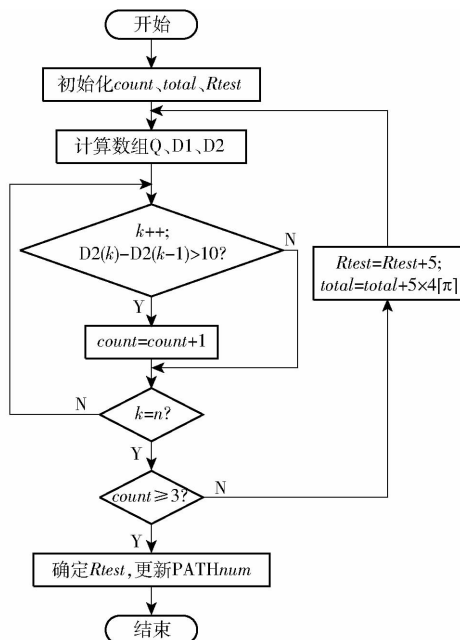 开始
初始化count、total、Rtest
计算数组Q、D1、D2
k++;
D2(k)-D2(k-1)>10?
N
Y
Rtest=Rtest+5;
total=total+5×4⌈π⌉
count=count+1
N
k=n?
Y
count≥3?
N
Y
确定Rtest,更新PATHnum
结束